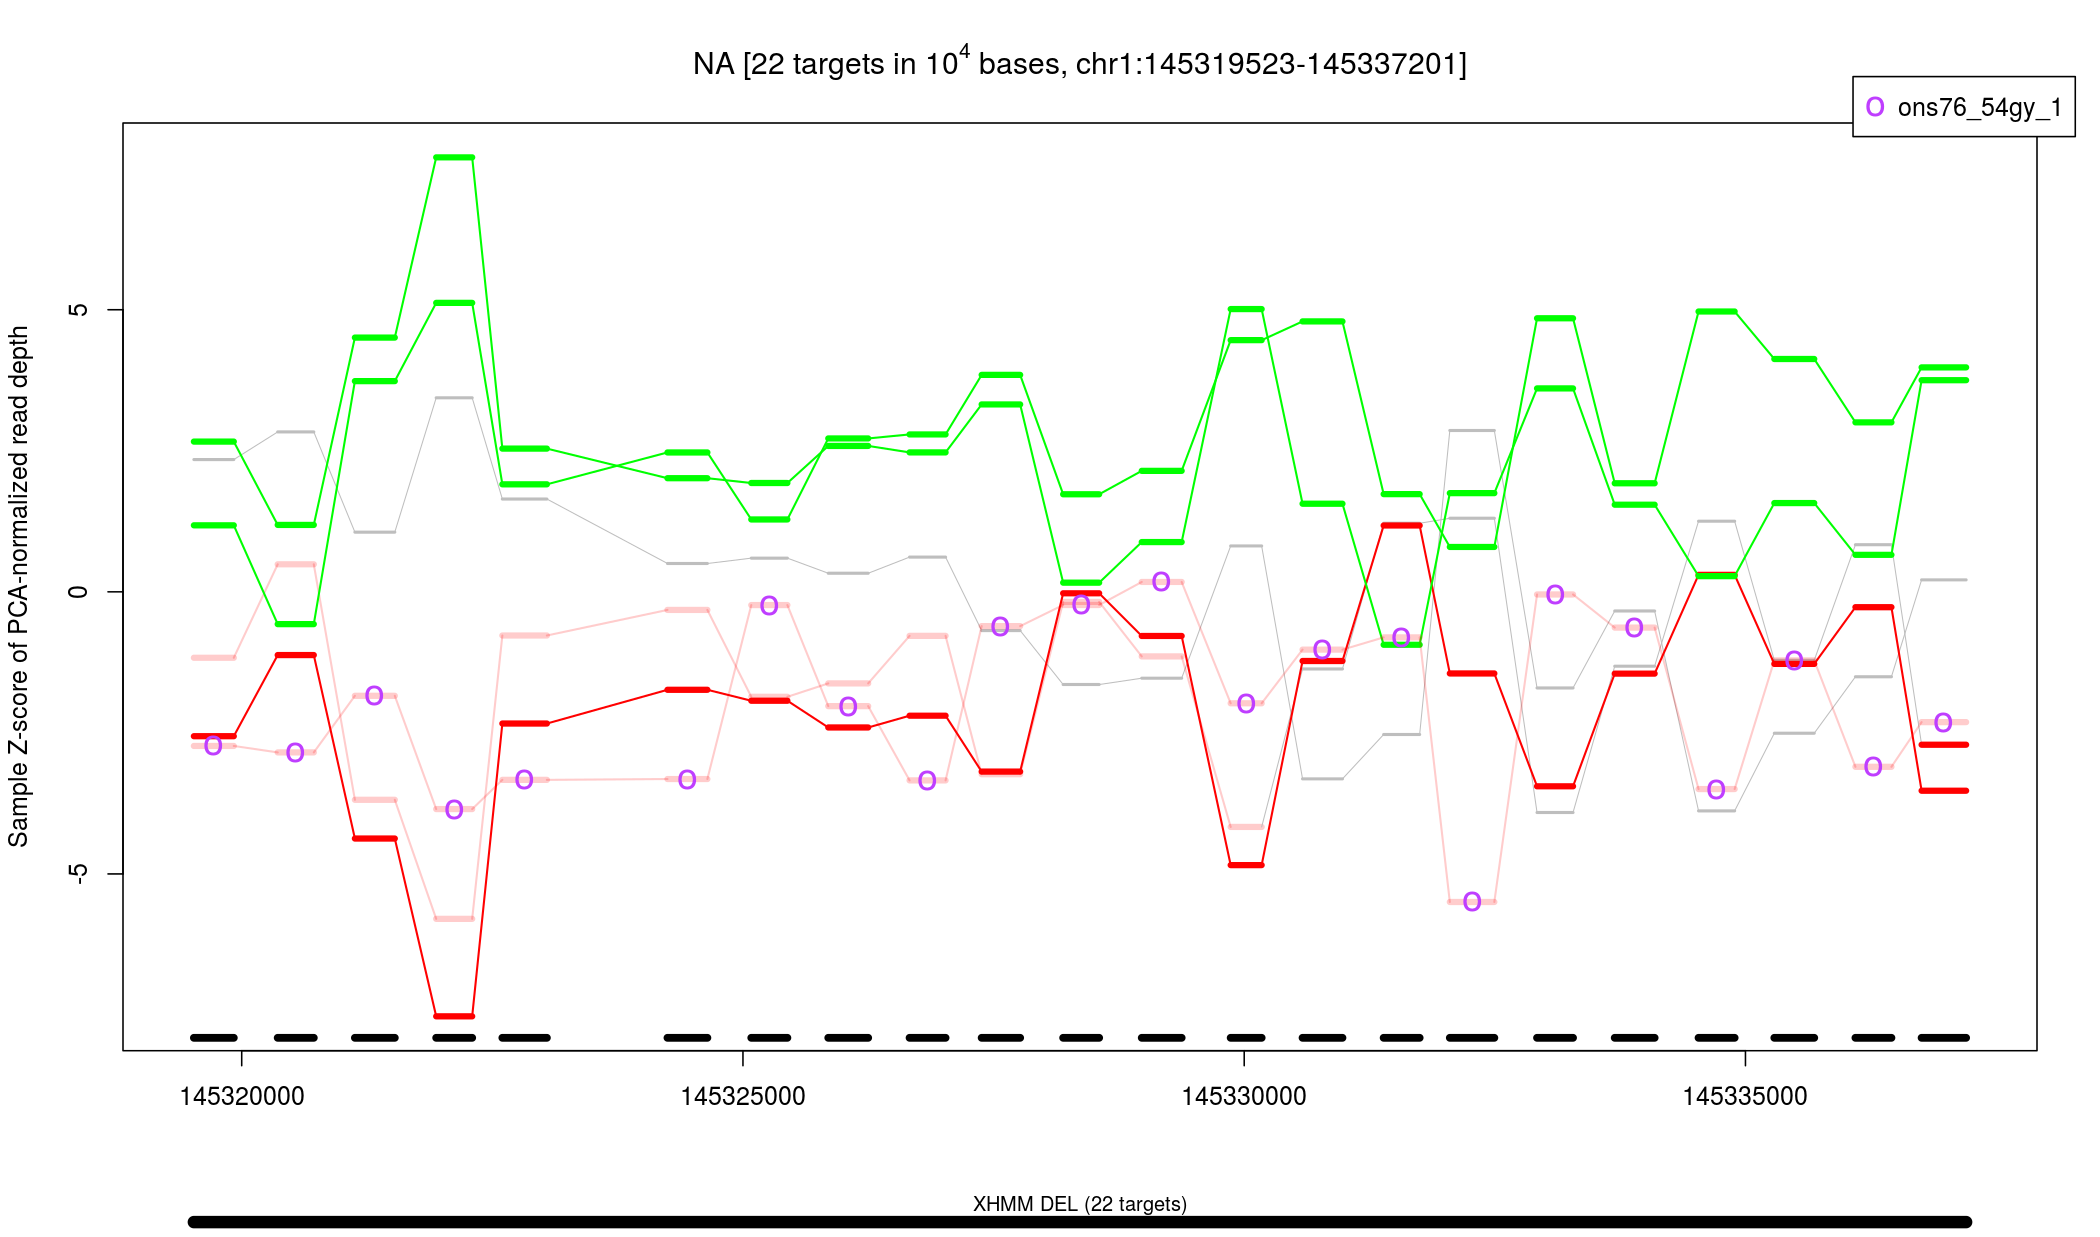 NA [22 targets in 10⁴ bases, chr1:145319523-145337201]
O ons76_54gy_1
Sample Z-score of PCA-normalized read depth
5
0
-5
145320000 145325000 145330000 145335000
XHMM DEL (22 targets)